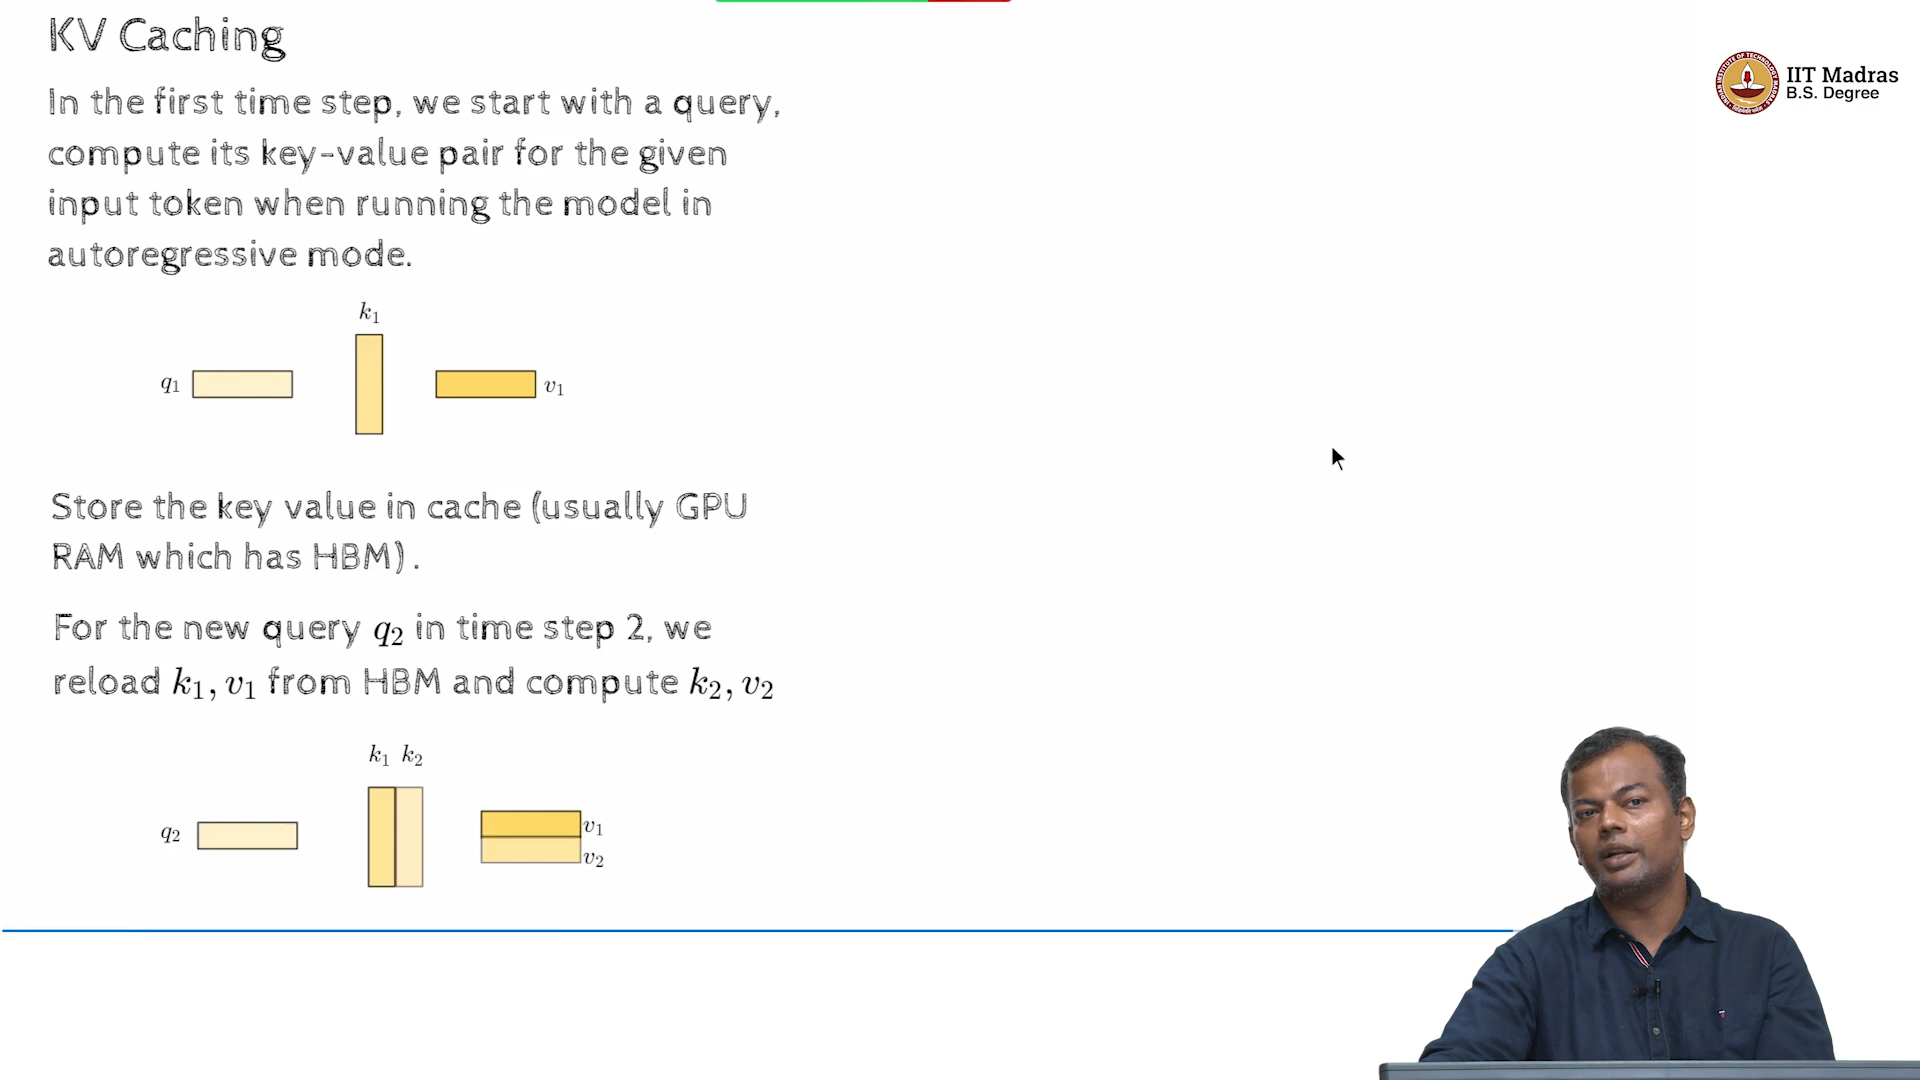 KV Caching
In the first time step, we start with a query,
compute its key-value pair for the given
input token when running the model in
autoregressive mode.
k₁
q₁
v₁
Store the key value in cache (usually GPU
RAM which has HBM).
For the new query q₂ in time step 2, we
reload k₁, v₁ from HBM and compute k₂, v₂
k₁ k₂
q₂
v₁
v₂
IIT Madras
B.S. Degree